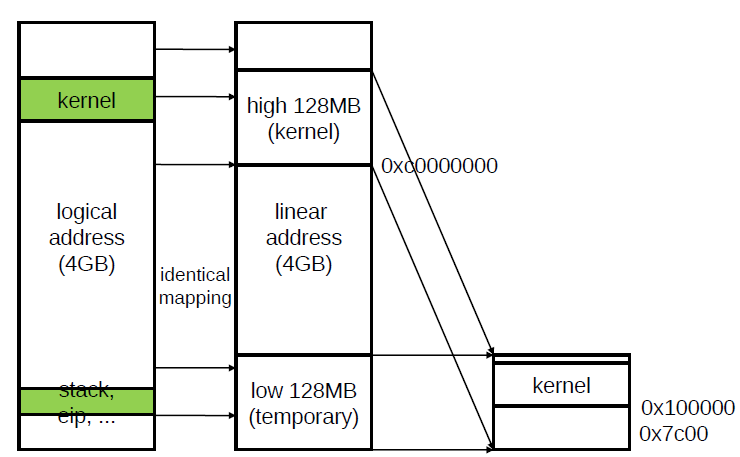 kernel
logical
address
(4GB)
stack,
eip, ...
identical
mapping
high 128MB
(kernel)
0xc0000000
linear
address
(4GB)
low 128MB
(temporary)
kernel
0x100000
0x7c00